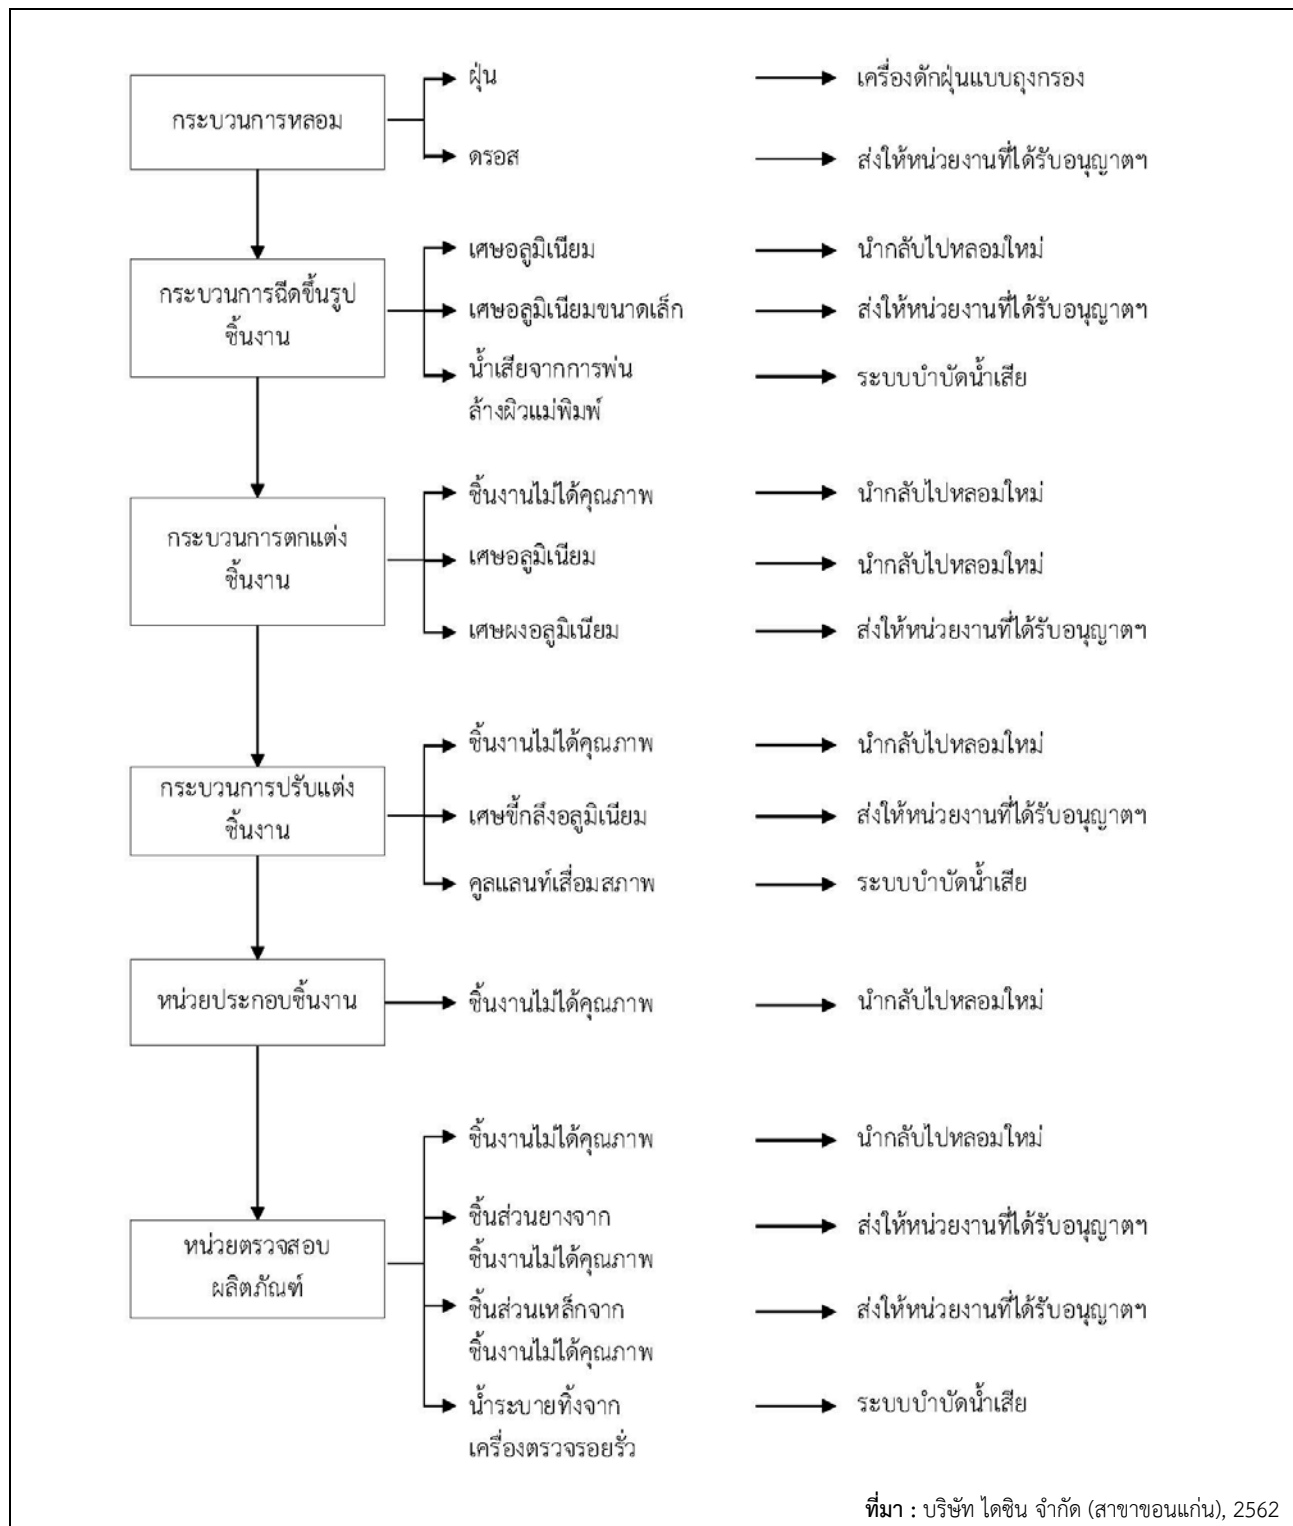 กระบวนการหลอม
ฝุ่น
เครื่องดักฝุ่นแบบถุงกรอง
ดรอส
ส่งให้หน่วยงานที่ได้รับอนุญาตฯ
กระบวนการฉีดขึ้นรูป
ชิ้นงาน
เศษอลูมิเนียม
นำกลับไปหลอมใหม่
เศษอลูมิเนียมขนาดเล็ก
ส่งให้หน่วยงานที่ได้รับอนุญาตฯ
น้ำเสียจากการพ่น
ล้างผิวแม่พิมพ์
ระบบบำบัดน้ำเสีย
กระบวนการตกแต่ง
ชิ้นงาน
ชิ้นงานไม่ได้คุณภาพ
นำกลับไปหลอมใหม่
เศษอลูมิเนียม
นำกลับไปหลอมใหม่
เศษผงอลูมิเนียม
ส่งให้หน่วยงานที่ได้รับอนุญาตฯ
กระบวนการปรับแต่ง
ชิ้นงาน
ชิ้นงานไม่ได้คุณภาพ
นำกลับไปหลอมใหม่
เศษขี้กลึงอลูมิเนียม
ส่งให้หน่วยงานที่ได้รับอนุญาตฯ
คูลแลนท์เสื่อมสภาพ
ระบบบำบัดน้ำเสีย
หน่วยประกอบชิ้นงาน
ชิ้นงานไม่ได้คุณภาพ
นำกลับไปหลอมใหม่
หน่วยตรวจสอบ
ผลิตภัณฑ์
ชิ้นงานไม่ได้คุณภาพ
นำกลับไปหลอมใหม่
ชิ้นส่วนยางจาก
ชิ้นงานไม่ได้คุณภาพ
ส่งให้หน่วยงานที่ได้รับอนุญาตฯ
ชิ้นส่วนเหล็กจาก
ชิ้นงานไม่ได้คุณภาพ
ส่งให้หน่วยงานที่ได้รับอนุญาตฯ
น้ำระบายทิ้งจาก
เครื่องตรวจรอยรั่ว
ระบบบำบัดน้ำเสีย
ที่มา : บริษัท ไดซิน จำกัด (สาขาขอนแก่น), 2562